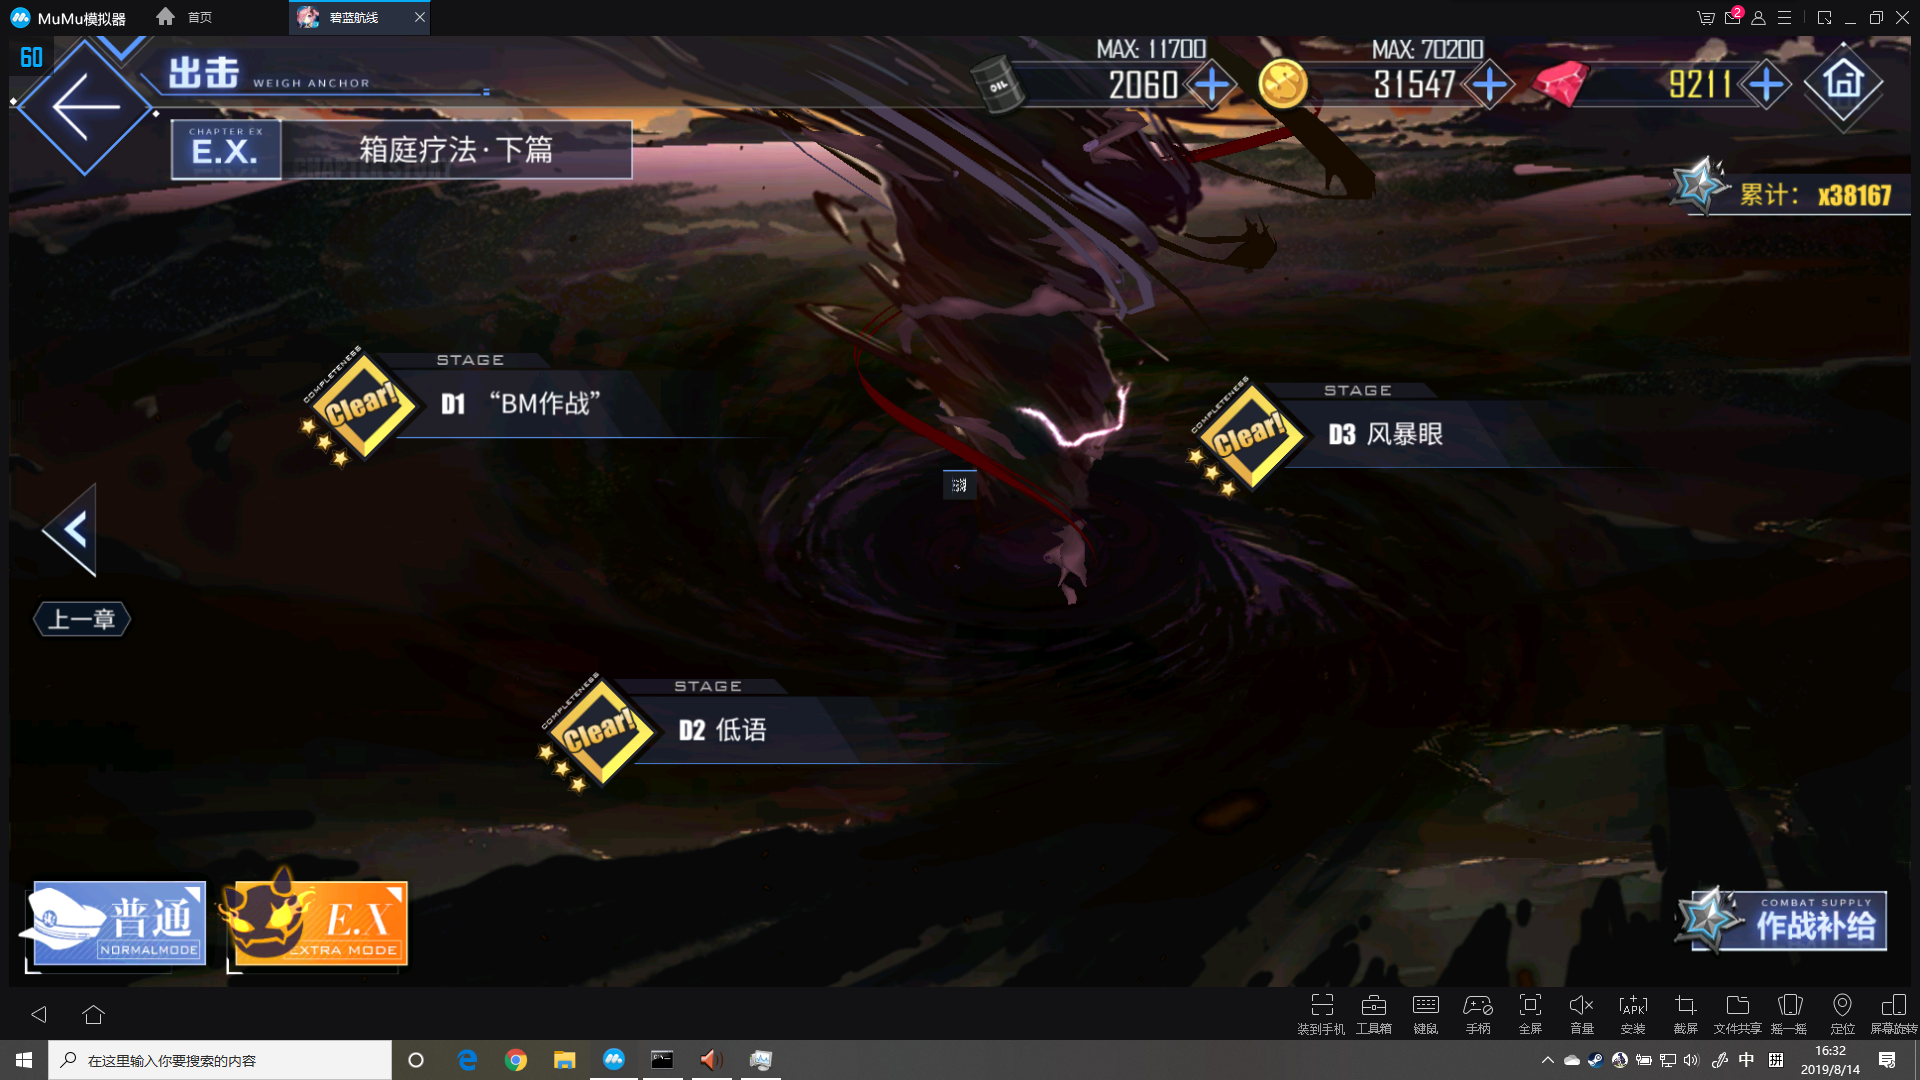 MuMu模拟器
首页
碧蓝航线
2
60
出击 WEIGH ANCHOR
MAX: 11700
2060
OIL
MAX: 70200
31547
9211
CHAPTER EX
E.X.
箱庭疗法·下篇
累计: x38167
COMPLETENESS
Clear!
STAGE
D1 “BM作战”
COMPLETENESS
Clear!
STAGE
D3 风暴眼
上一章
COMPLETENESS
Clear!
STAGE
D2 低语
普通
NORMALMODE
E.X
EXTRA MODE
COMBAT SUPPLY
作战补给
装到手机
工具箱
键鼠
手柄
全屏
音量
APK
安装
截屏
文件共享
摇一摇
定位
屏幕旋转
在这里输入你要搜索的内容
中
拼
16:32
2019/8/14